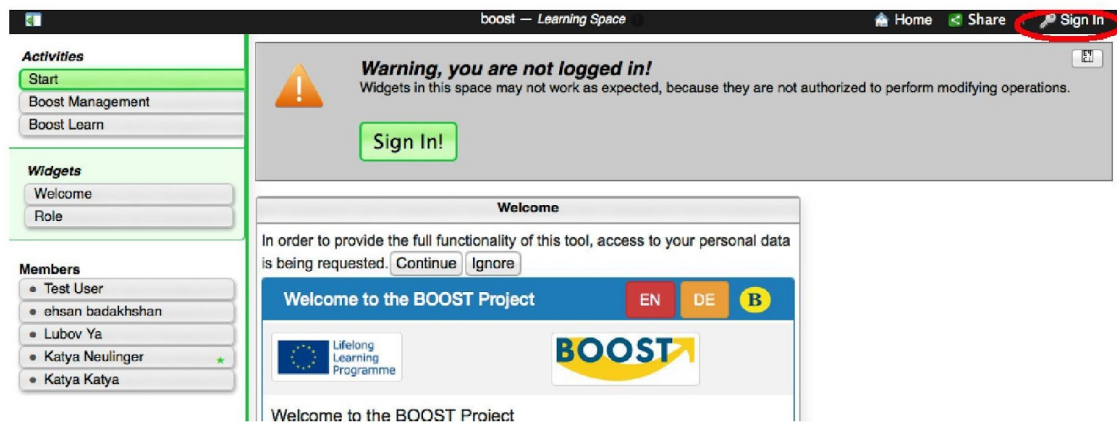 boost — Learning Space
Home
Share
Sign In
Activities
Start
Boost Management
Boost Learn
Widgets
Welcome
Role
Members
Test User
ehsan badakhshan
Lubov Ya
Katya Neulinger
Katya Katya
Warning, you are not logged in!
Widgets in this space may not work as expected, because they are not authorized to perform modifying operations.
Sign In!
Welcome
In order to provide the full functionality of this tool, access to your personal data
is being requested. Continue Ignore
Welcome to the BOOST Project
EN
DE
B
Lifelong
Learning
Programme
BOOST
Welcome to the BOOST Project